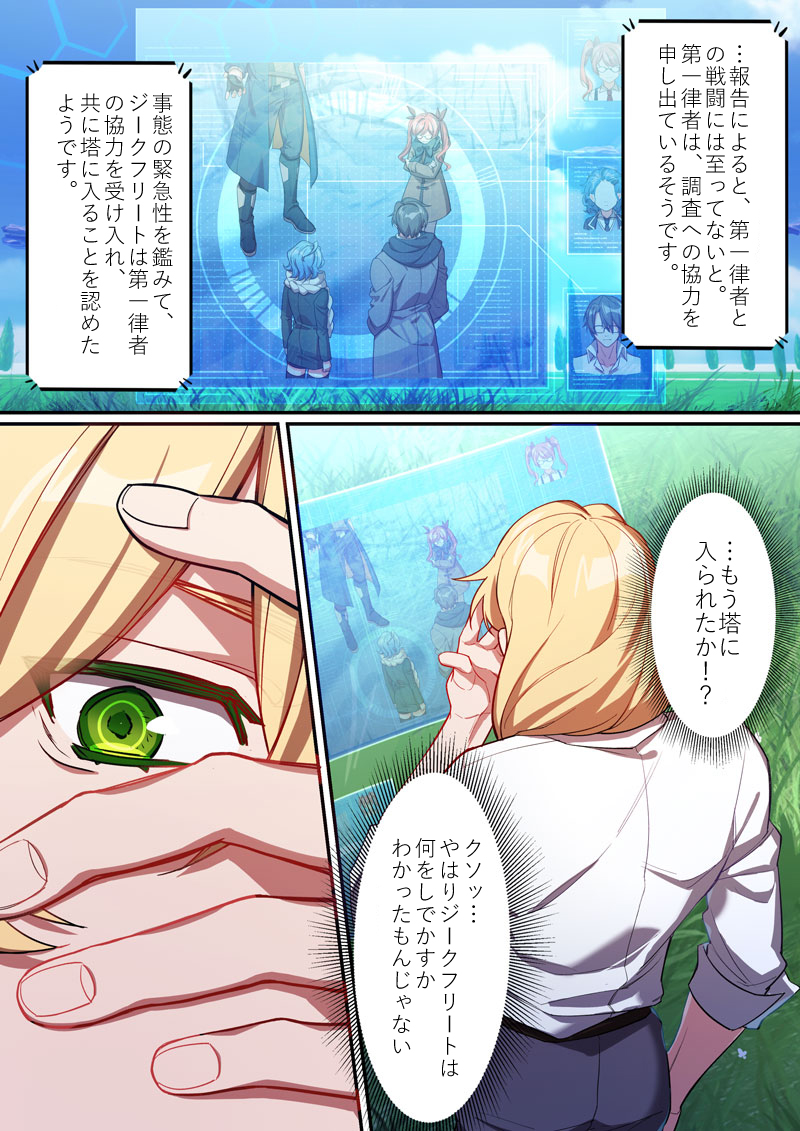 …報告によると、第一律者と
の戦闘には至ってないと。
第一律者は、調査への協力を
申し出ているそうです。
事態の緊急性を鑑みて、
ジークフリートは第一律者
の協力を受け入れ、
共に塔に入ることを認めた
ようです。
…もう塔に
入られたか！？
クソッ…
やはりジークフリートは
何をしでかすか
わかったもんじゃない